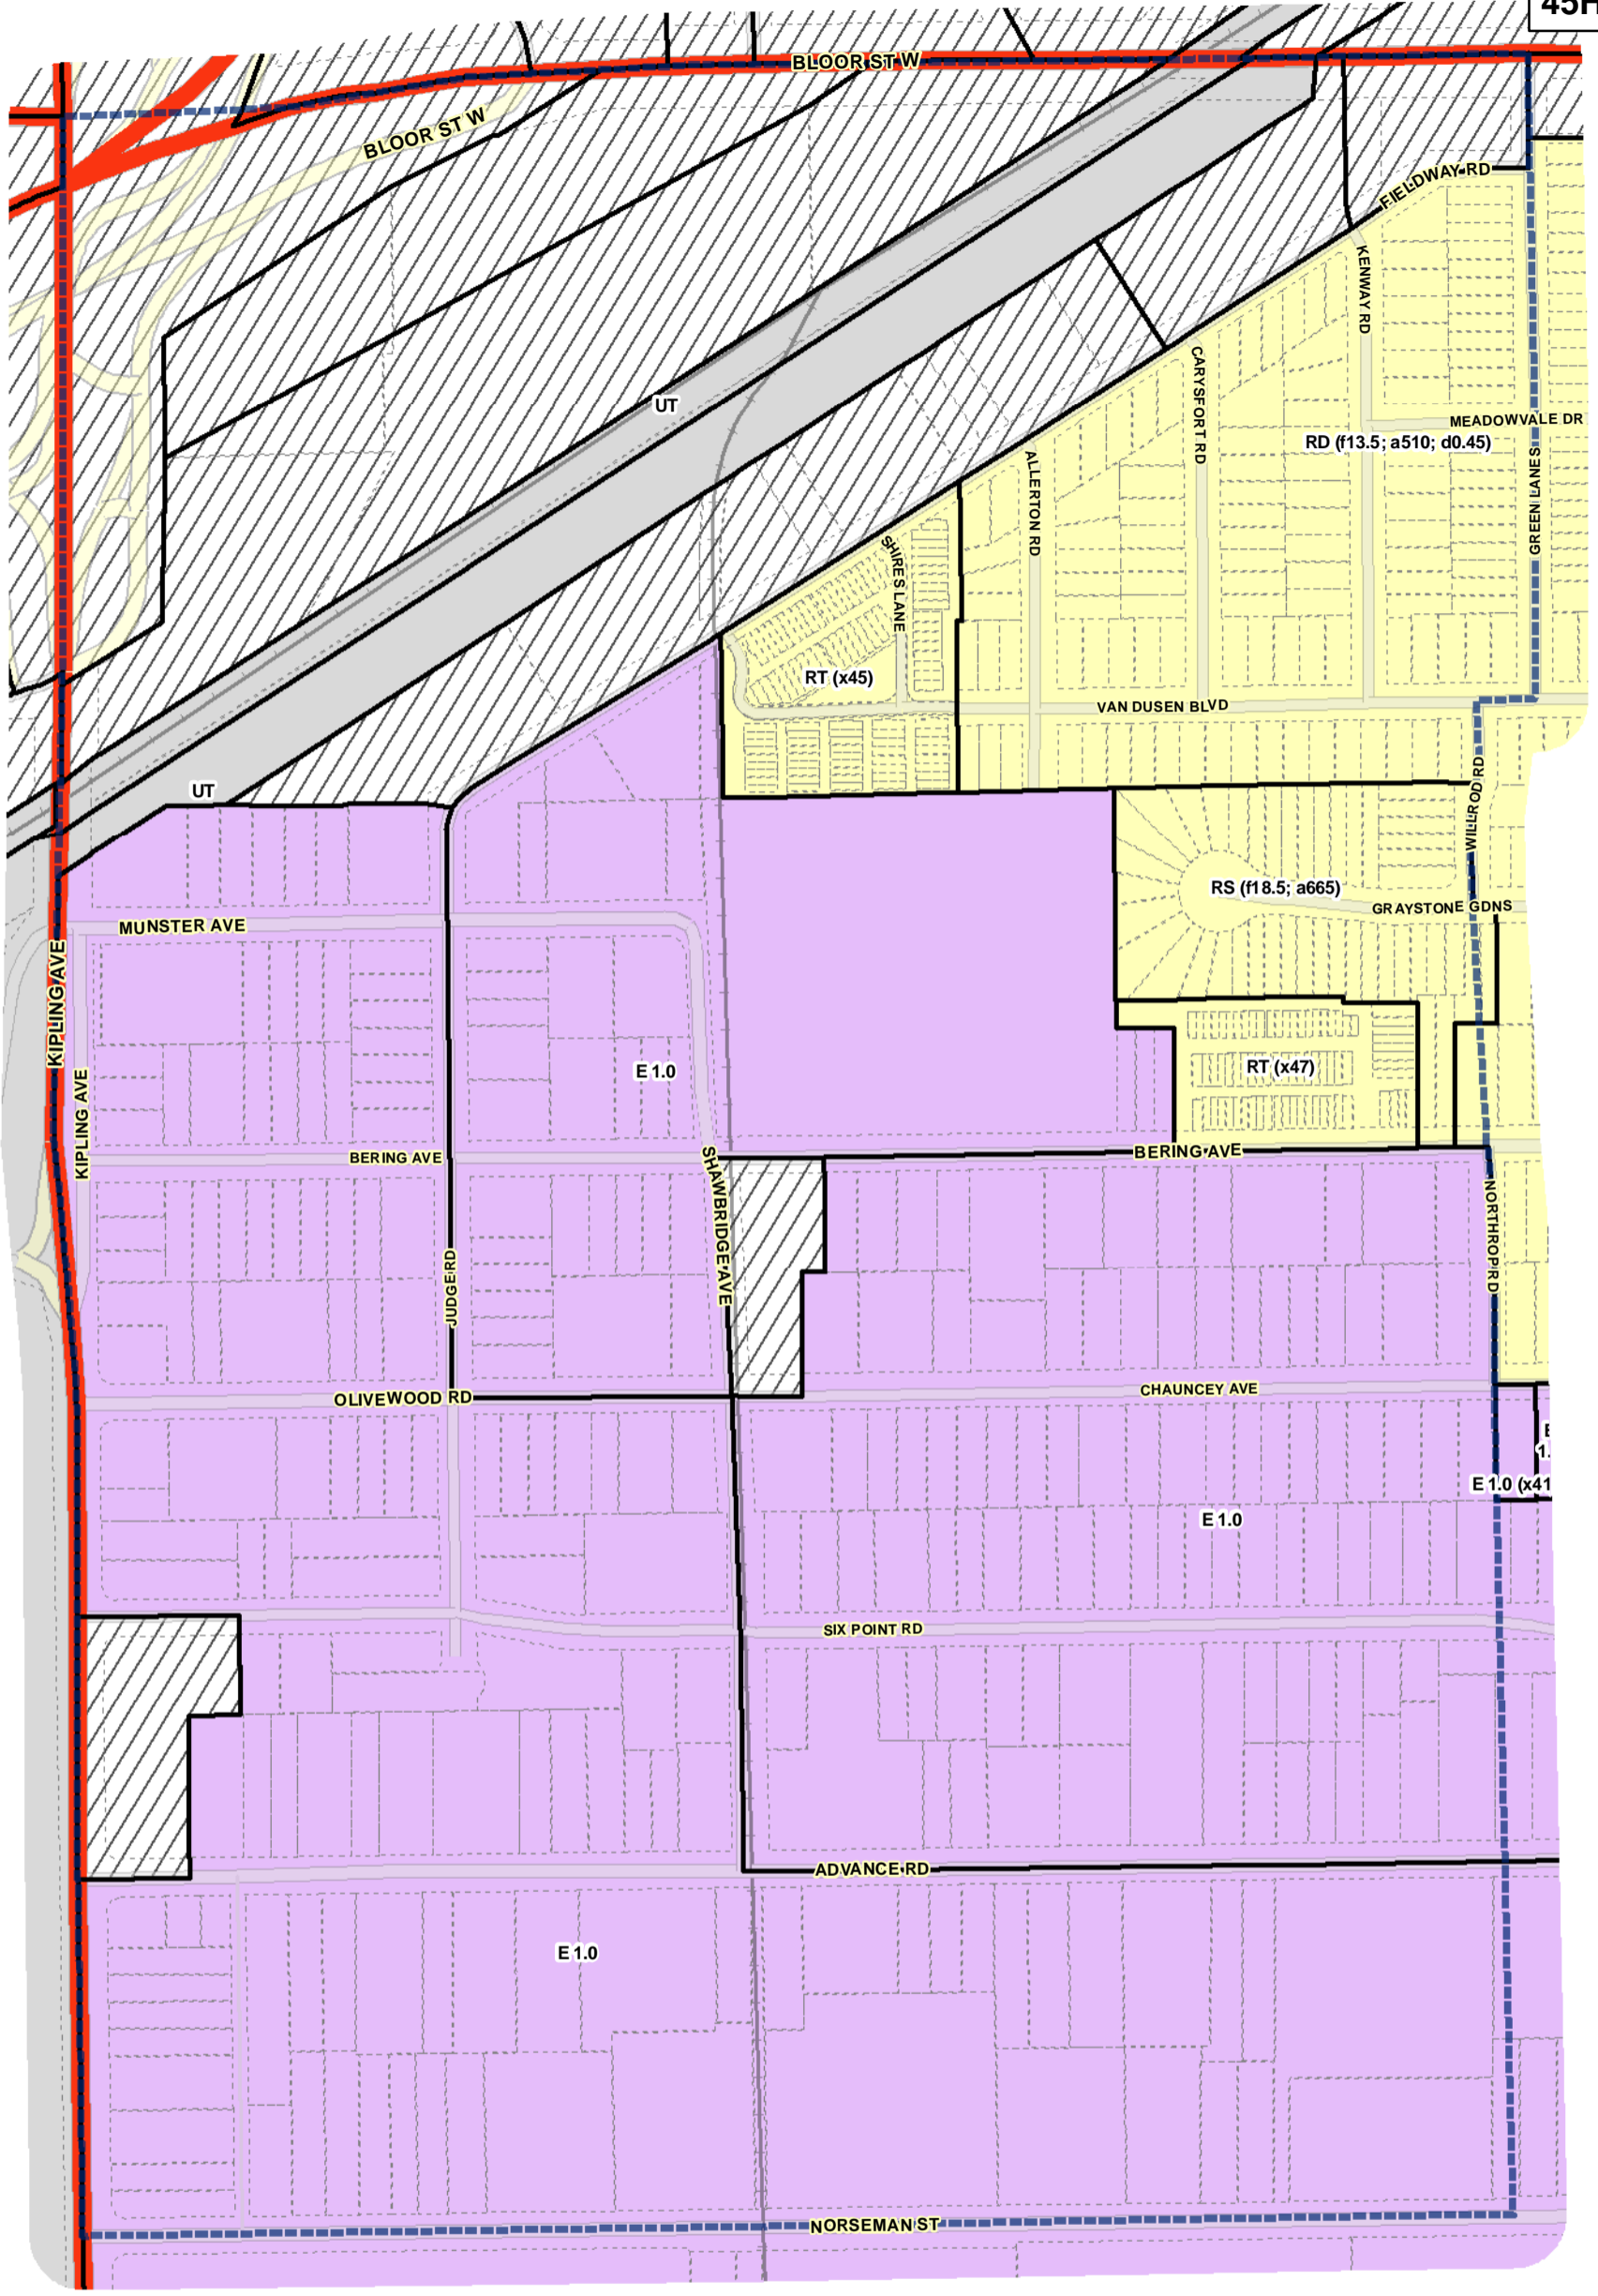 45H
BLOOR ST W
BLOOR ST W
FIELDWAY RD
KENWAY RD
CARYSFORT RD
UT
MEADOWVALE DR
RD (f13.5; a510; d0.45)
GREEN LANES
ALLERTON RD
SHIRES LANE
RT (x45)
VAN DUSEN BLVD
UT
WILLROD RD
RS (f18.5; a665)
GRAYSTONE GDNS
MUNSTER AVE
KIPLING AVE
KIPLING AVE
E 1.0
RT (x47)
BERING AVE
BERING AVE
SHAWBRIDGE AVE
NORTHROP RD
JUDGE RD
OLIVEWOOD RD
CHAUNCEY AVE
E
1.
E 1.0 (x41
E 1.0
SIX POINT RD
ADVANCE RD
E 1.0
NORSEMAN ST